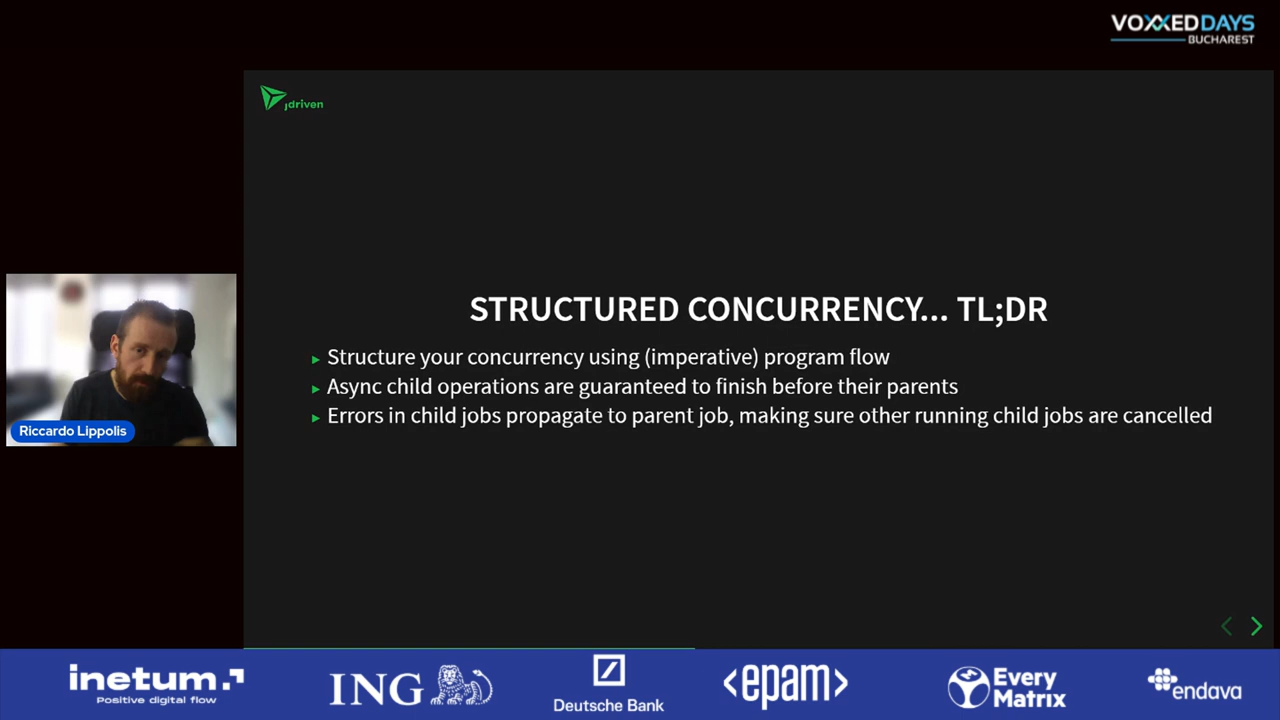 VOXXEDDAYS
BUCHAREST
jdriven
STRUCTURED CONCURRENCY... TL;DR
▸ Structure your concurrency using (imperative) program flow
▸ Async child operations are guaranteed to finish before their parents
▸ Errors in child jobs propagate to parent job, making sure other running child jobs are cancelled
Riccardo Lippolis
inetum.
Positive digital flow
ING
Deutsche Bank
<epam>
Every
Matrix
endava